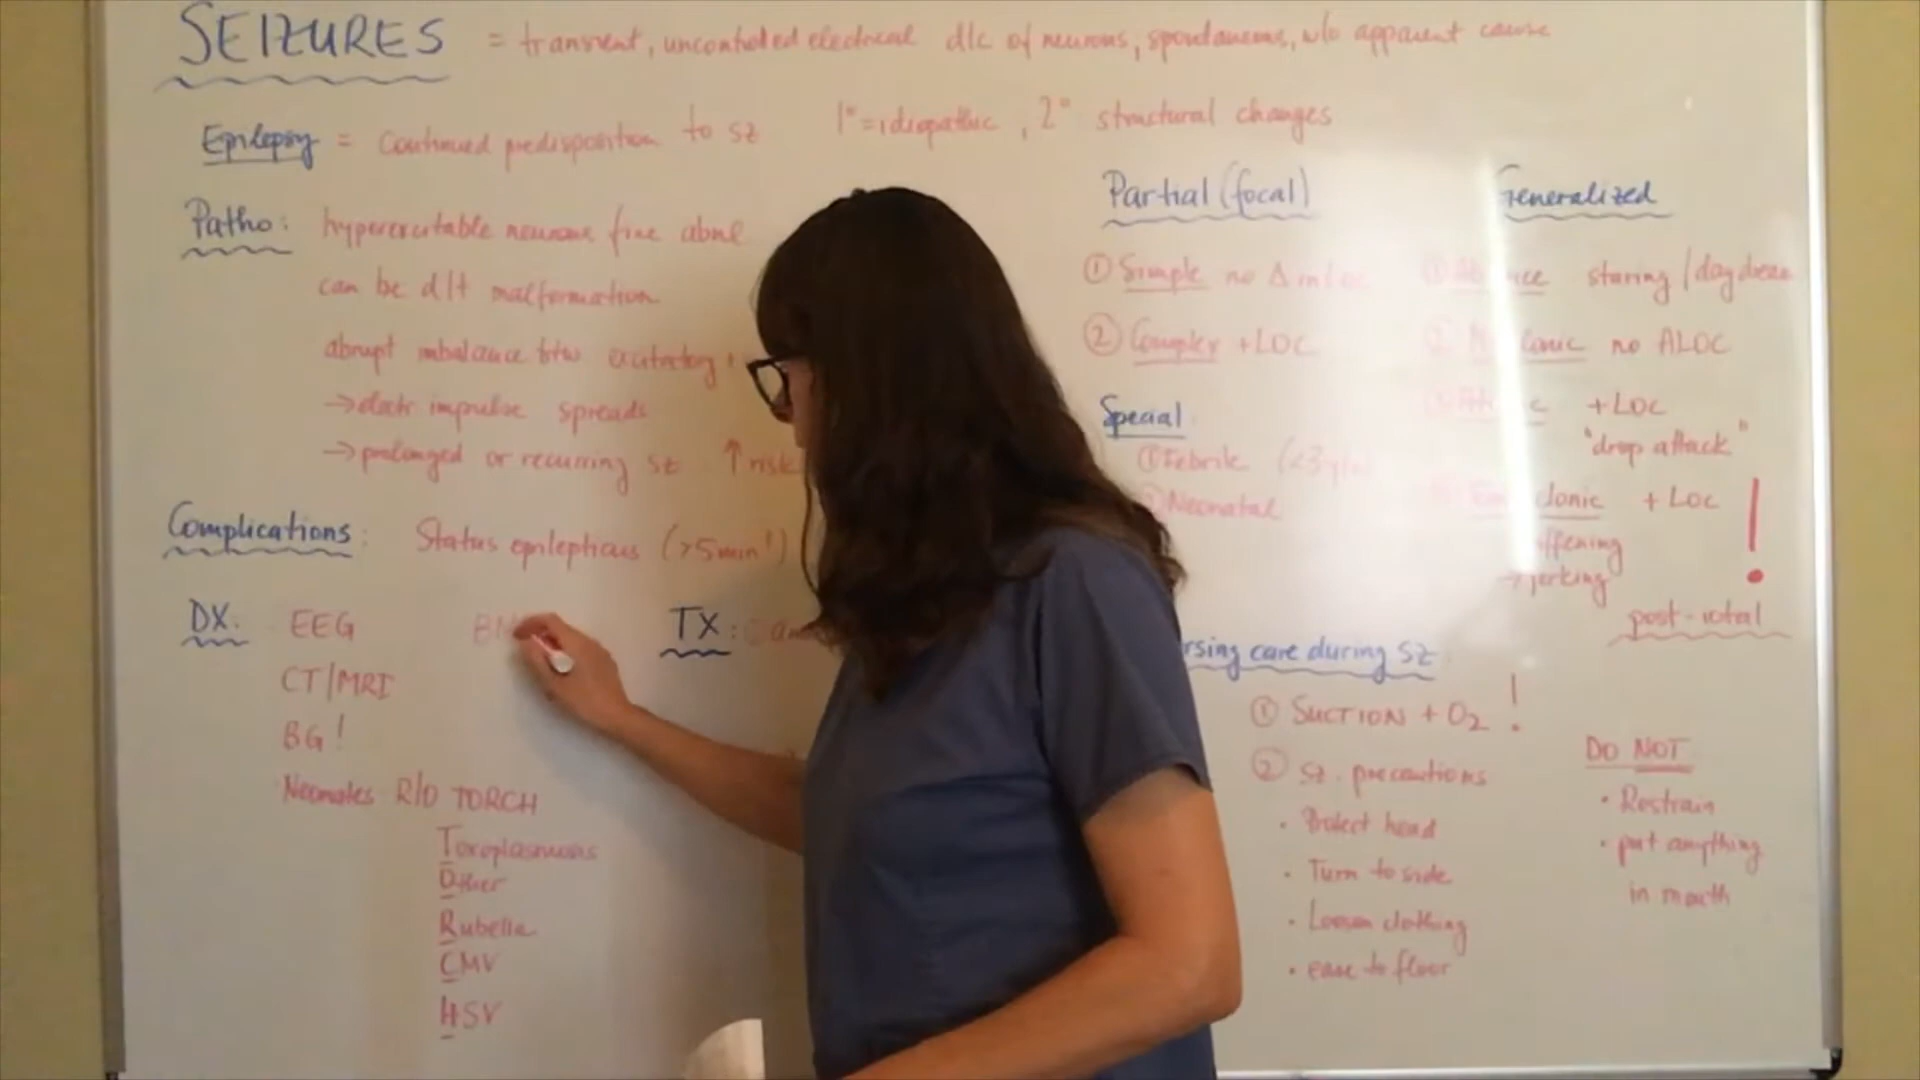 SEIZURES = transient, uncontrolled electrical d/c of neurons, spontaneous, w/o apparent cause
Epilepsy = Continued predisposition to sz 1° = idiopathic, 2° structural changes
Patho: hyperexcitable neurons fire abnl
can be d/t malformation
abrupt imbalance btw excitatory
→ electr impulse spreads
→ prolonged or recurring sz ↑ risk
Complications: Status epilepticus (>5min!)
DX: EEG
CT/MRI
BG!
Neonates R/O TORCH
Toxoplasmosis
Other
Rubella
CMV
HSV
TX:
Partial (focal)
① Simple no Δ in LOC
② Complex +LOC
Special
① Febrile
② Neonatal
Generalized
staring / day drea
no ALOC
+LOC
"drop attack"
clonic + LOC !
→ jerking
post-ictal
rsing care during sz
① SUCTION + O2 !
② sz. precautions
• Protect head
• Turn to side
• Loosen clothing
• ease to floor
DO NOT
• Restrain
• put anything
in mouth